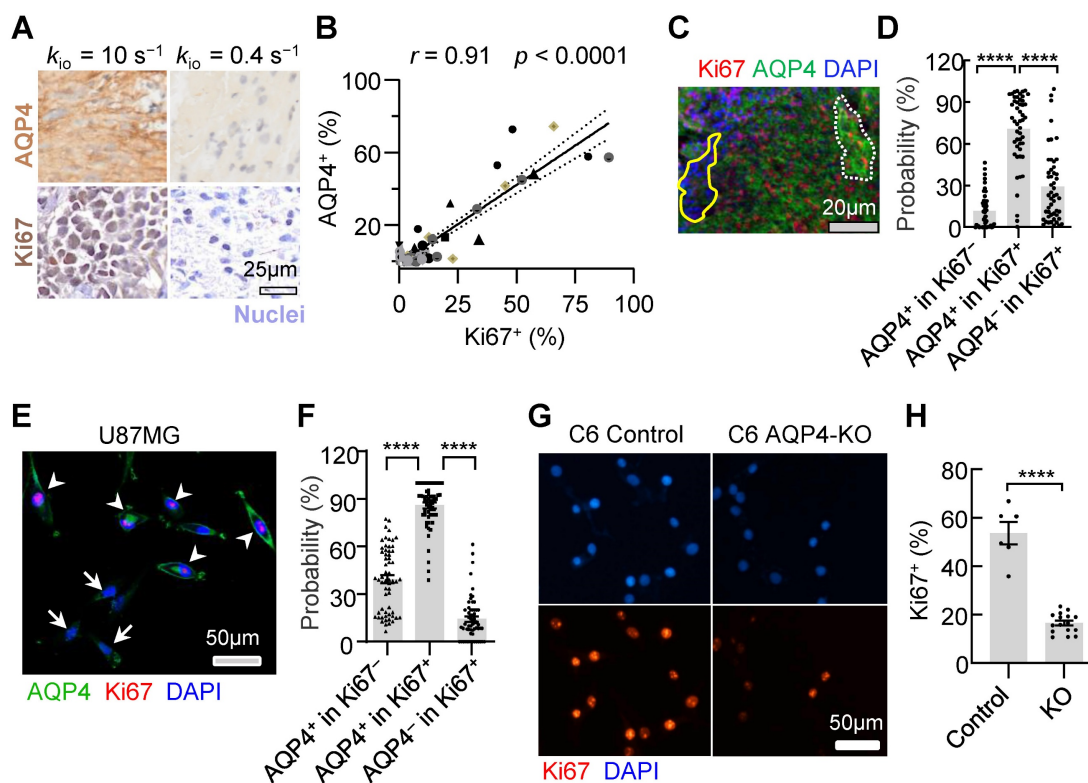 A
k_io = 10 s⁻¹
k_io = 0.4 s⁻¹
AQP4
Ki67
25µm
Nuclei
B
r = 0.91
p < 0.0001
AQP4⁺ (%)
100
60
20
0
25
50
75
100
Ki67⁺ (%)
C
Ki67 AQP4 DAPI
20µm
D
****
****
Probability (%)
120
90
60
30
0
AQP4⁺ in Ki67⁻
AQP4⁺ in Ki67⁺
AQP4⁻ in Ki67⁺
E
U87MG
50µm
AQP4 Ki67 DAPI
F
****
****
Probability (%)
120
90
60
30
0
AQP4⁺ in Ki67⁻
AQP4⁺ in Ki67⁺
AQP4⁻ in Ki67⁺
G
C6 Control
C6 AQP4-KO
50µm
Ki67 DAPI
H
****
Ki67⁺ (%)
80
60
40
20
0
Control
KO